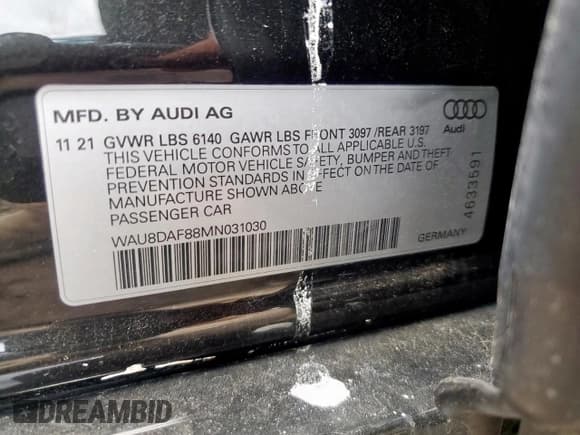 MFD. BY AUDI AG
11 21 GVWR LBS 6140 GAWR LBS FRONT 3097 /REAR 3197
THIS VEHICLE CONFORMS TO ALL APPLICABLE U.S.
FEDERAL MOTOR VEHICLE SAFETY, BUMPER AND THEFT
PREVENTION STANDARDS IN EFFECT ON THE DATE OF
MANUFACTURE SHOWN ABOVE
PASSENGER CAR
WAU8DAF88MN031030
Audi
4633691
GERMANY
DREAMBID